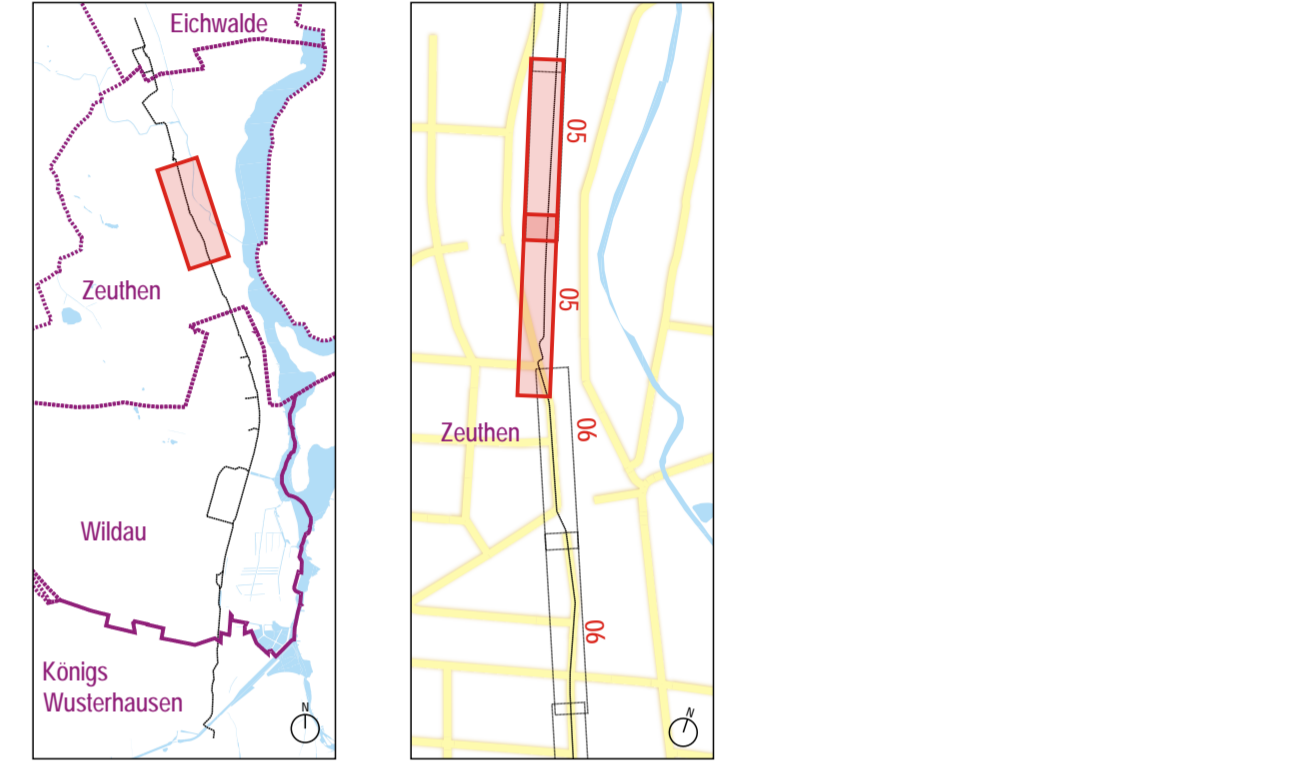 Eichwalde
Zeuthen
Wildau
Königs
Wusterhausen
N
05
05
Zeuthen
06
06
N